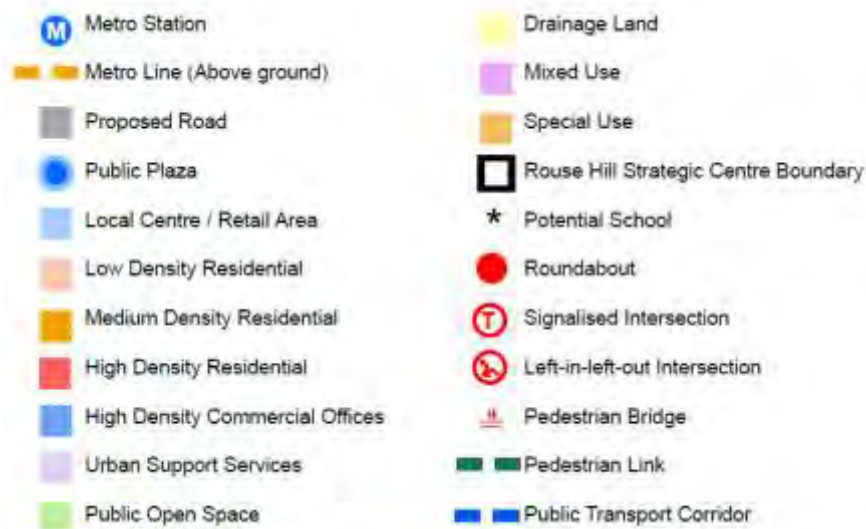 M Metro Station
Metro Line (Above ground)
Proposed Road
Public Plaza
Local Centre / Retail Area
Low Density Residential
Medium Density Residential
High Density Residential
High Density Commercial Offices
Urban Support Services
Public Open Space
Drainage Land
Mixed Use
Special Use
Rouse Hill Strategic Centre Boundary
* Potential School
Roundabout
T Signalised Intersection
Left-in-left-out Intersection
Pedestrian Bridge
Pedestrian Link
Public Transport Corridor